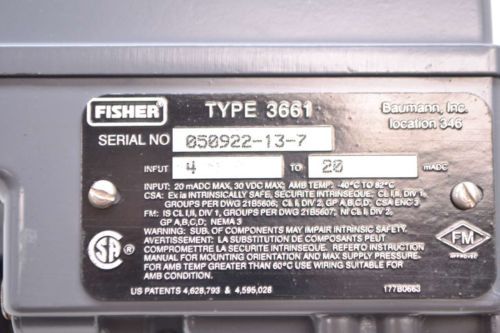 FISHER TYPE 3661 Baumann, Inc.
location 346
SERIAL NO 050922-13-7
INPUT 4 TO 20 mADC
INPUT: 20 mADC MAX, 30 VDC MAX; AMB TEMP: -40°C TO 82°C
CSA: Ex ia INTRINSICALLY SAFE, SECURITE INTRINSEQUE. CL I,II, DIV 1,
GROUPS PER DWG 21B5606; CL I, DIV 2, GP A,B,C,D; CSA ENC 3
FM: IS CL I,II, DIV 1, GROUPS PER DWG 21B5607; NI CL I, DIV 2,
GP A,B,C,D; NEMA 3
WARNING: SUB. OF COMPONENTS MAY IMPAIR INTRINSIC SAFETY.
AVERTISSEMENT: LA SUBSTITUTION DE COMPOSANTS PEUT
COMPROMETTRE LA SECURITE INTRINSEQUE. REFER'D INSTRUCTION
MANUAL FOR MOUNTING ORIENTATION AND MAX SUPPLY PRESSURE.
FOR AMB TEMP GREATER THAN 60°C USE WIRING SUITABLE FOR
AMB CONDITION.
SA
FM
APPROVED
US PATENTS 4,628,793 & 4,595,028 177B0663